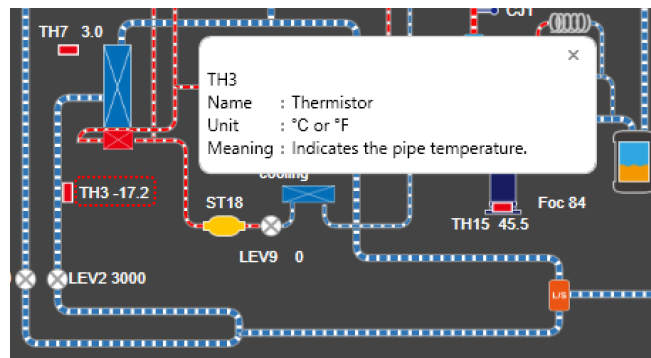 TH7 3.0
CJ1
×
TH3
Name : Thermistor
Unit : °C or °F
Meaning : Indicates the pipe temperature.
cooling
TH3 -17.2
ST18
Foc 84
TH15 45.5
LEV9 0
LEV2 3000
L/S